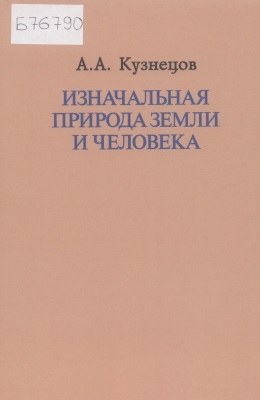 Б76790
А.А. Кузнецов
ИЗНАЧАЛЬНАЯ
ПРИРОДА ЗЕМЛИ
И ЧЕЛОВЕКА